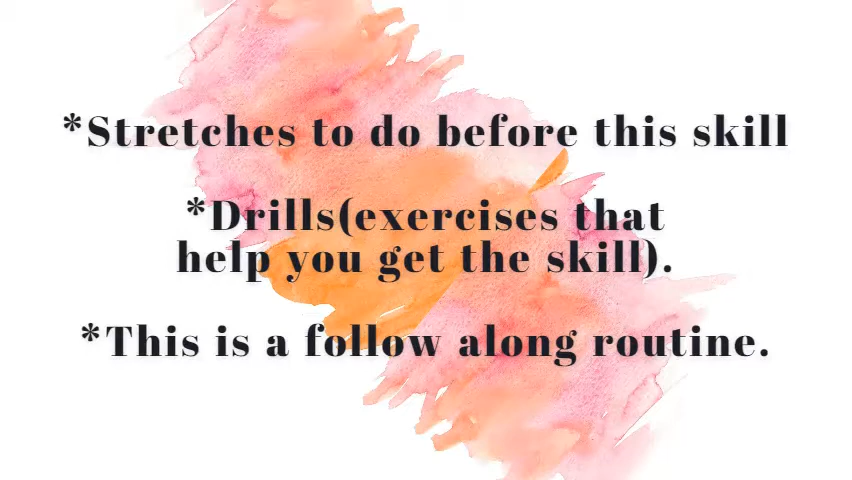 *Stretches to do before this skill
*Drills(exercises that
help you get the skill).
*This is a follow along routine.